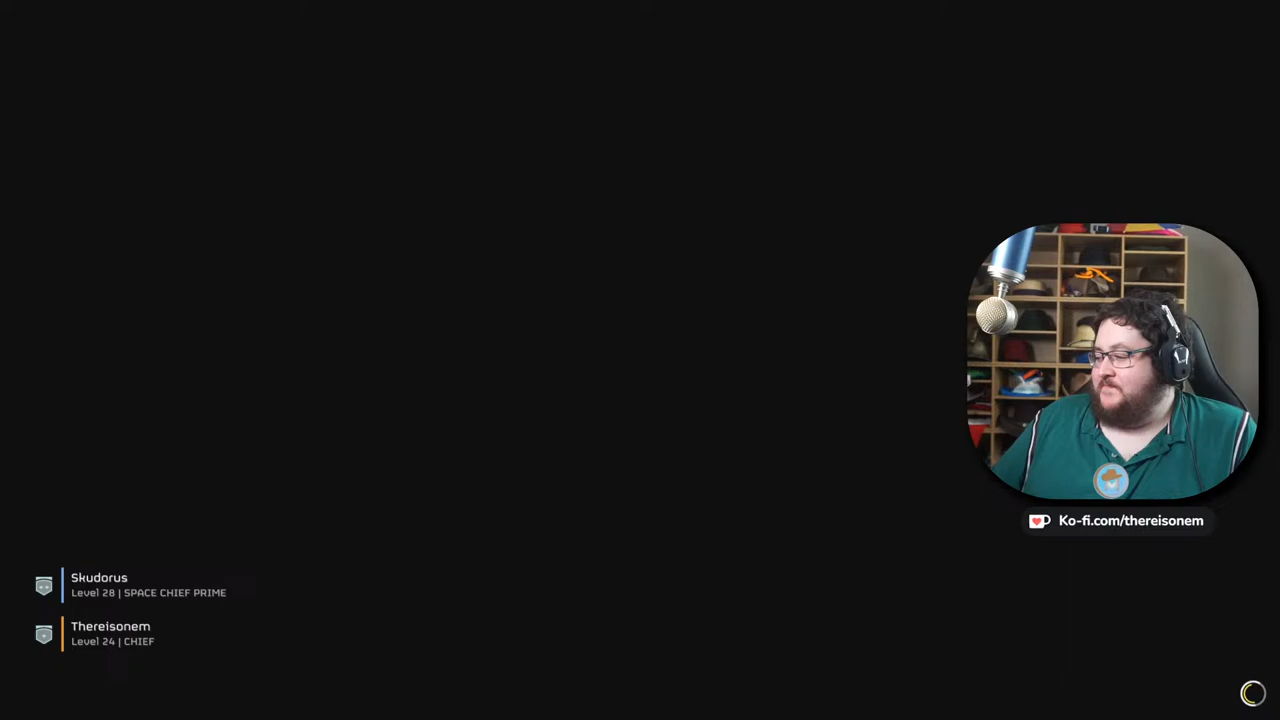 Ko-fi.com/thereisonem
Skudorus
Level 28 | SPACE CHIEF PRIME
Thereisonem
Level 24 | CHIEF